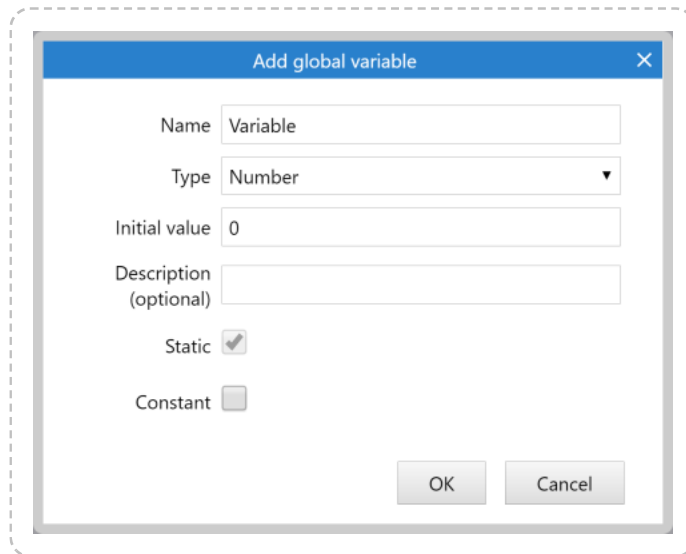 Add global variable
Name Variable
Type Number
Initial value 0
Description
(optional)
Static
Constant
OK Cancel